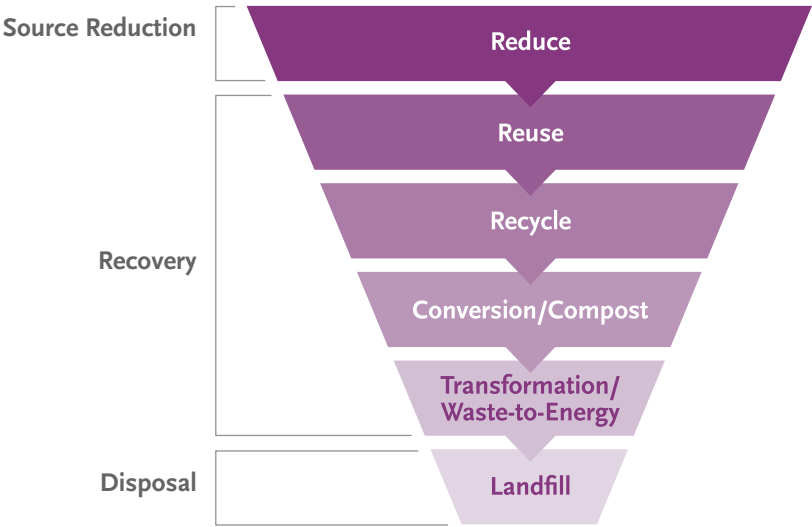 Source Reduction
Reduce
Reuse
Recycle
Recovery
Conversion/Compost
Transformation/
Waste-to-Energy
Disposal
Landfill